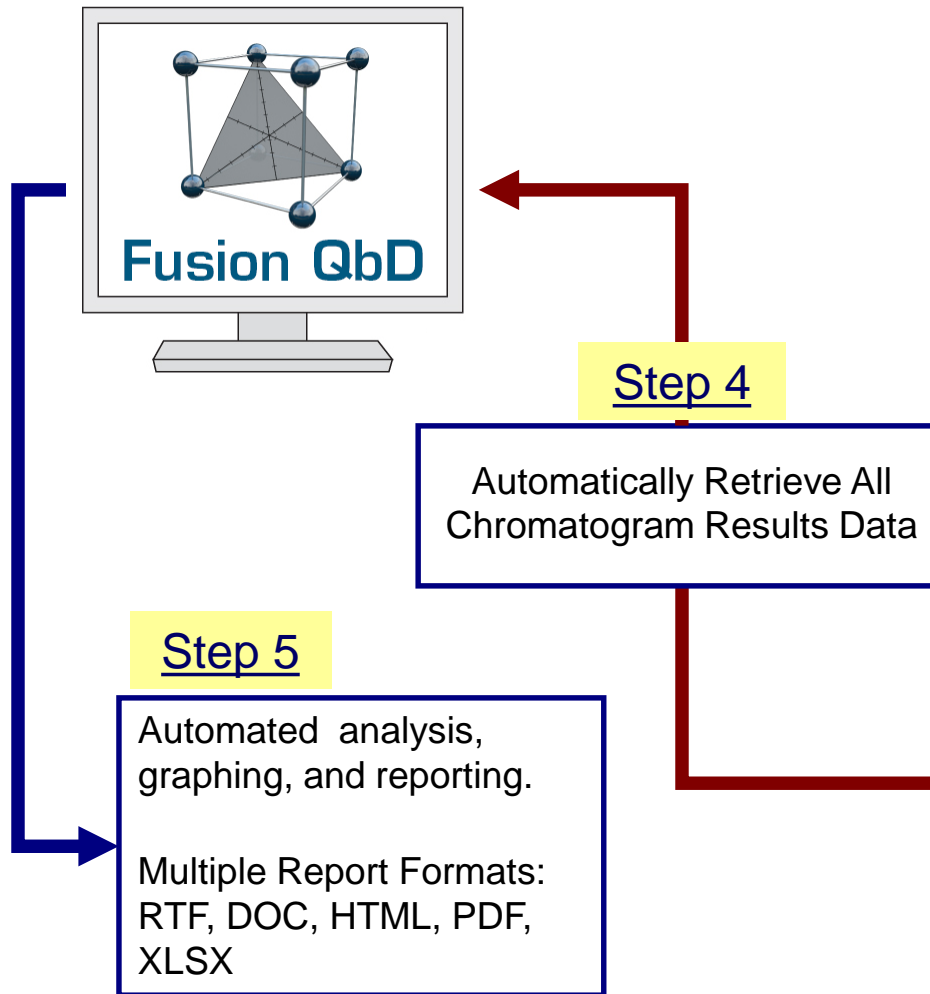 Fusion QbD
Step 4
Automatically Retrieve All
Chromatogram Results Data
Step 5
Automated analysis,
graphing, and reporting.
Multiple Report Formats:
RTF, DOC, HTML, PDF,
XLSX